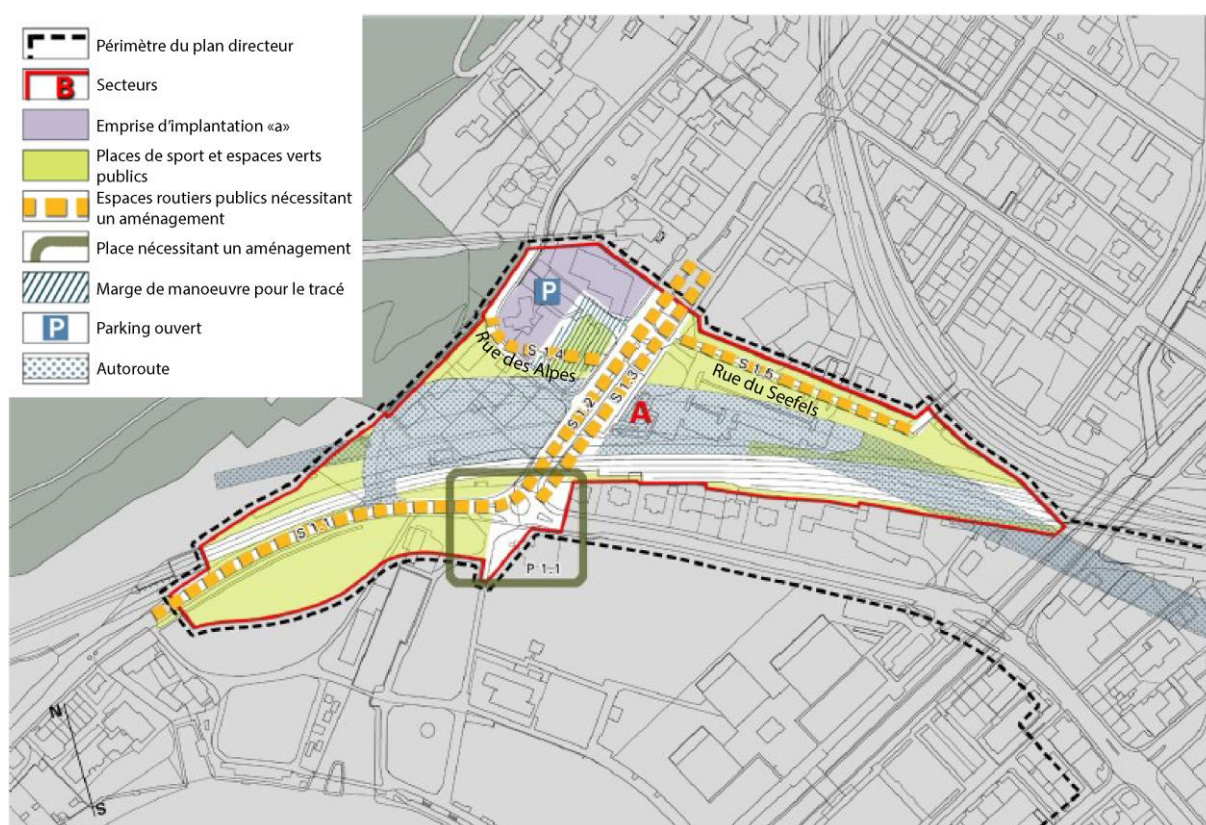 Périmètre du plan directeur
B Secteurs
Emprise d'implantation «a»
Places de sport et espaces verts
publics
Espaces routiers publics nécessitant
un aménagement
Place nécessitant un aménagement
Marge de manoeuvre pour le tracé
P Parking ouvert
Autoroute
P
S 1.4
Rue des Alpes
S 1.5
Rue du Seefels
S 1.2
S 1.3
A
S 1.1
P 1.1
N
S